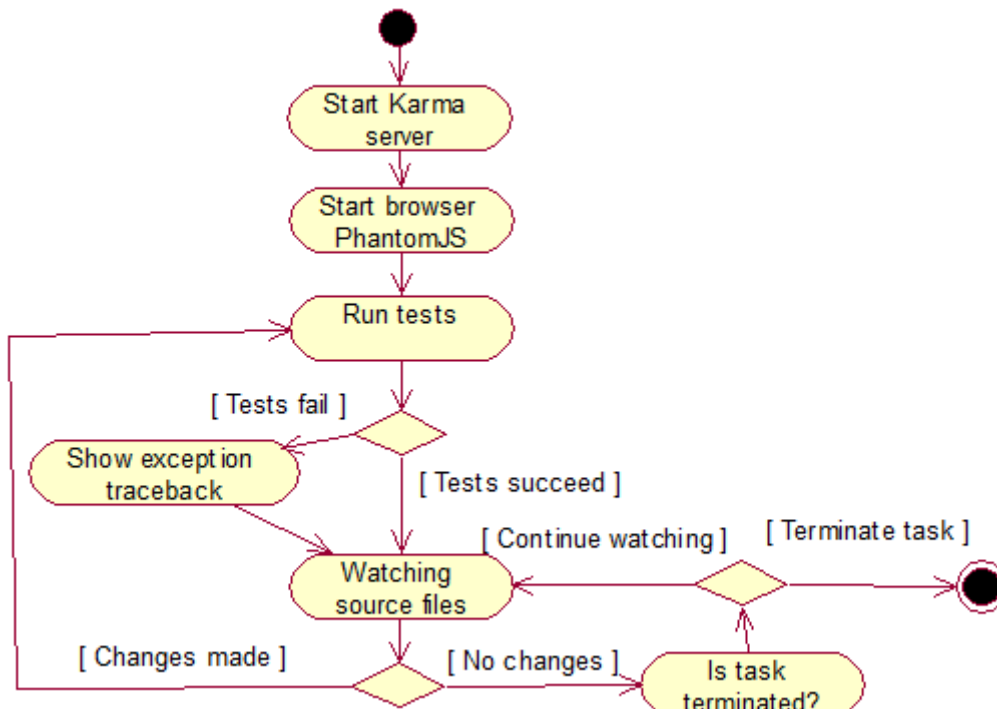 Start Karma
server
Start browser
PhantomJS
Run tests
[ Tests fail ]
Show exception
traceback
[ Tests succeed ]
[ Continue watching ]
[ Terminate task ]
Watching
source files
[ Changes made ]
[ No changes ]
Is task
terminated?